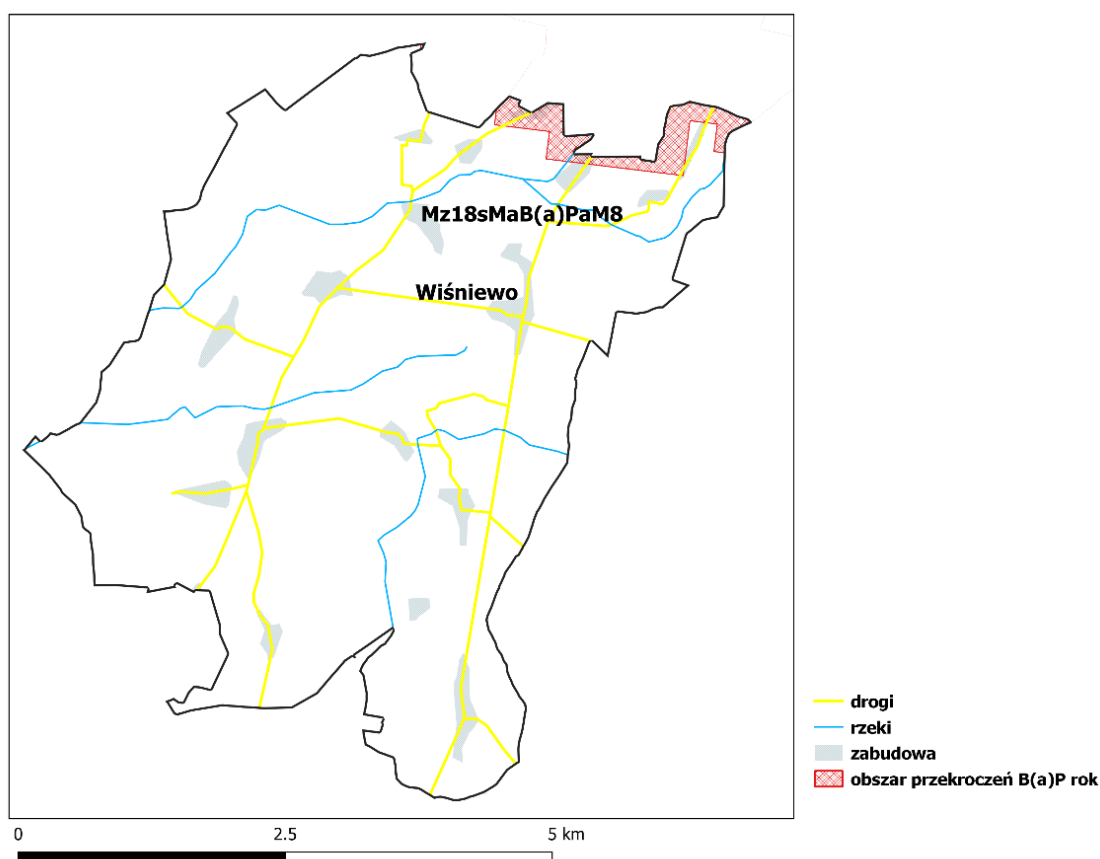 Mz18sMaB(a)PaM8
Wiśniewo
drogi
rzeki
zabudowa
obszar przekroczeń B(a)P rok
0 2.5 5 km